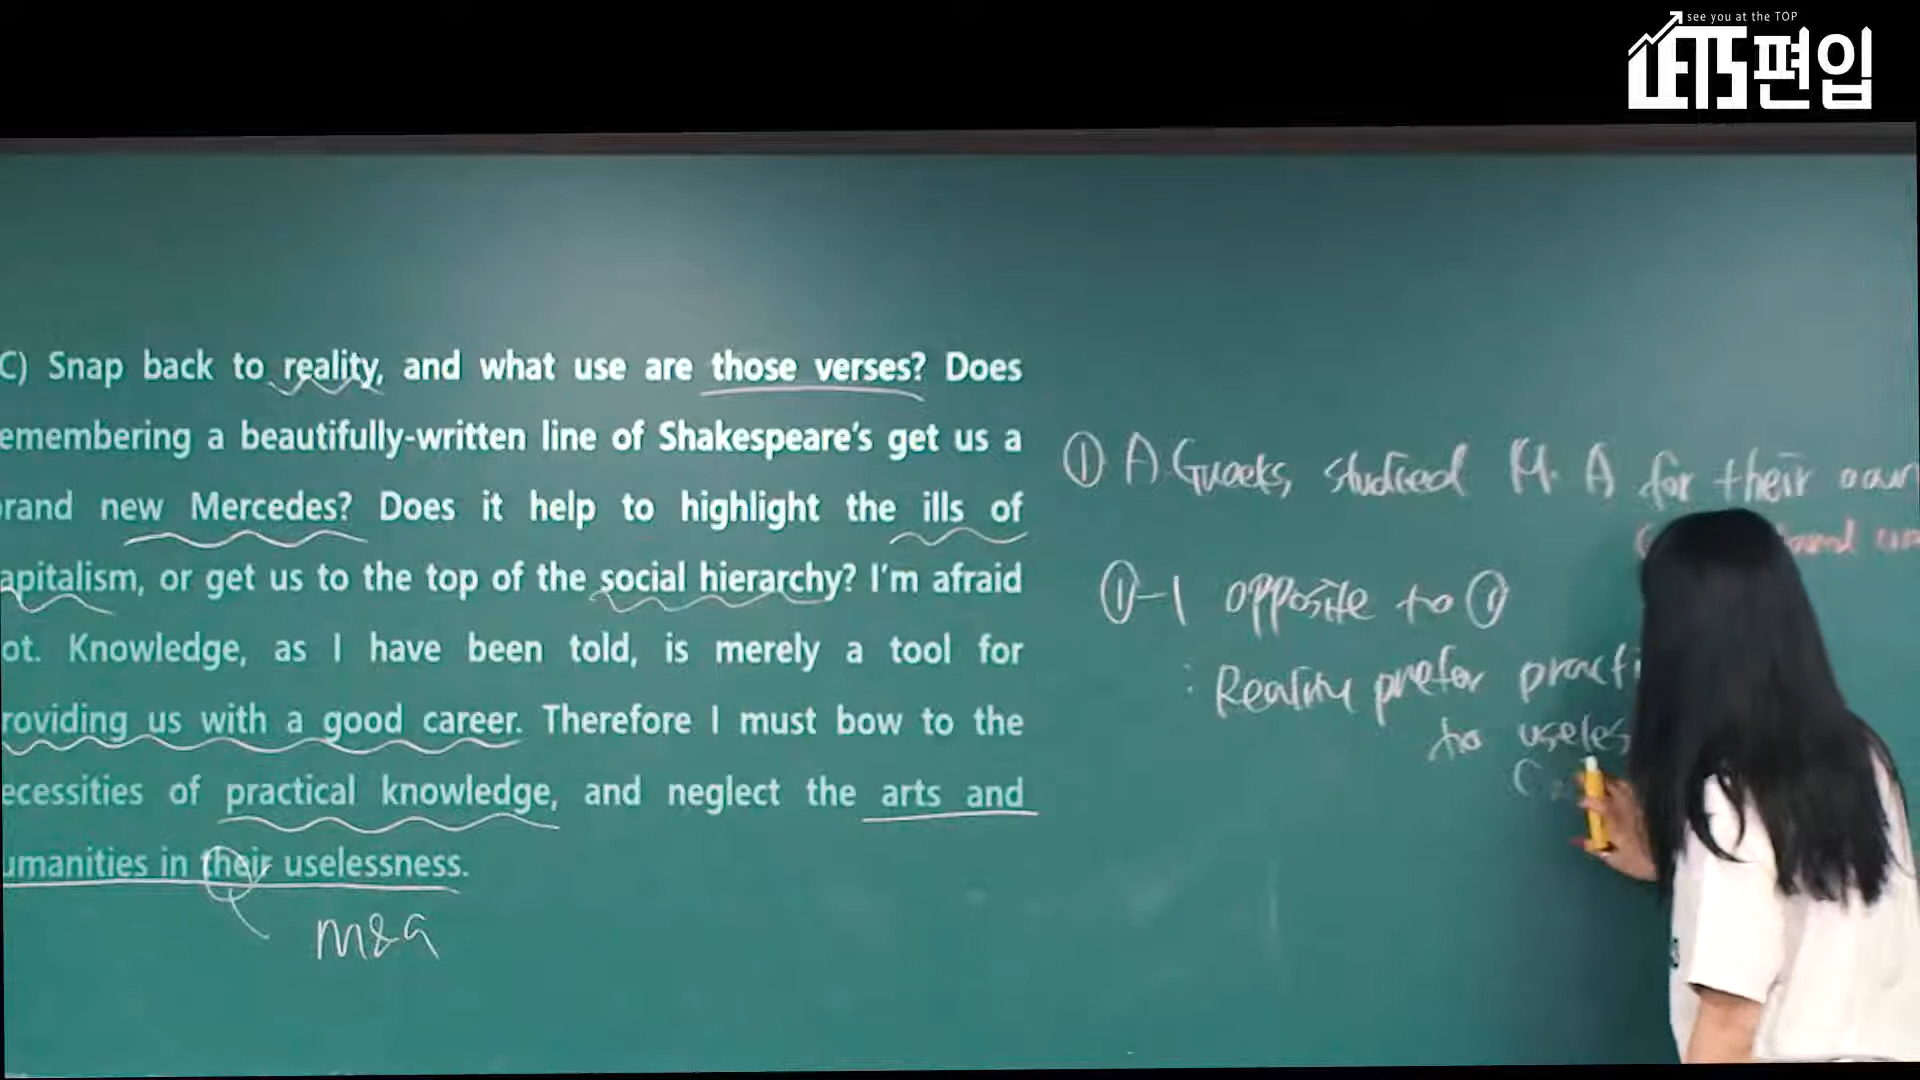 see you at the TOP
LETS편입
C) Snap back to reality, and what use are those verses? Does
emembering a beautifully-written line of Shakespeare's get us a
rand new Mercedes? Does it help to highlight the ills of
apitalism, or get us to the top of the social hierarchy? I'm afraid
ot. Knowledge, as I have been told, is merely a tool for
roviding us with a good career. Therefore I must bow to the
ecessities of practical knowledge, and neglect the arts and
umanities in their uselessness.
① A Greeks, studied M. A for their own
①-1 opposite to ①
: Reality prefer practi
to useles
(